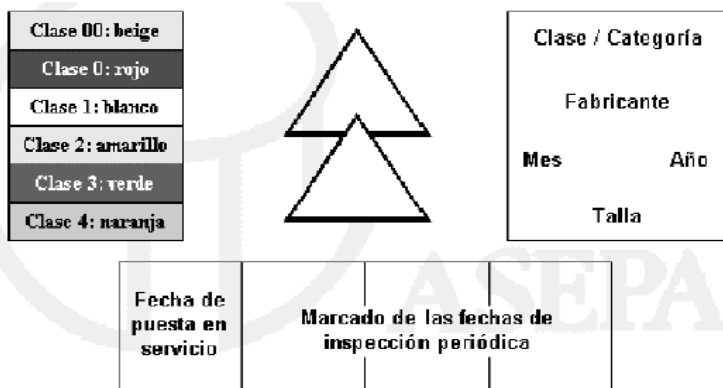 Clase 00: beige
Clase 0: rojo
Clase 1: blanco
Clase 2: amarillo
Clase 3: verde
Clase 4: naranja
Clase / Categoría
Fabricante
Mes Año
Talla
Fecha de
puesta en
servicio
Marcado de las fechas de
inspección periódica
ASEPA